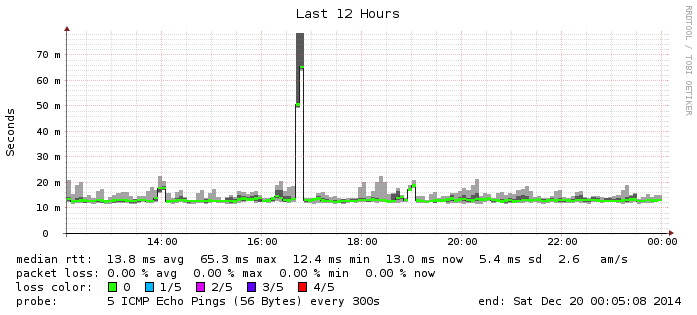 Last 12 Hours
RRDTOOL / TOBI OETIKER
Seconds
70 m
60 m
50 m
40 m
30 m
20 m
10 m
0
14:00 16:00 18:00 20:00 22:00 00:00
median rtt: 13.8 ms avg 65.3 ms max 12.4 ms min 13.0 ms now 5.4 ms sd 2.6 am/s
packet loss: 0.00 % avg 0.00 % max 0.00 % min 0.00 % now
loss color: 0 1/5 2/5 3/5 4/5
probe: 5 ICMP Echo Pings (56 Bytes) every 300s end: Sat Dec 20 00:05:08 2014